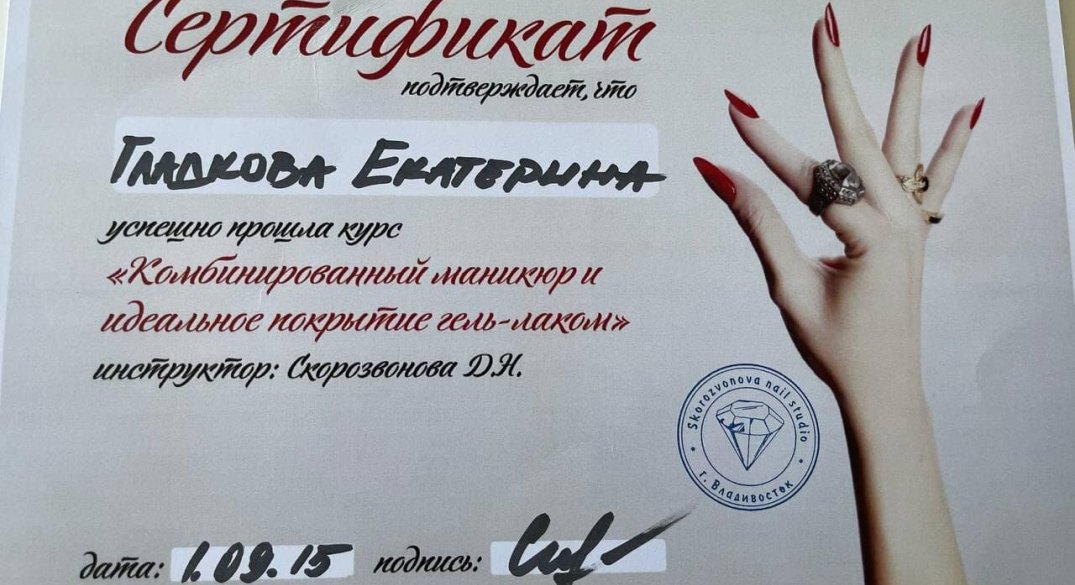 Сертификат
подтверждает, что
Гладкова Екатерина
успешно прошла курс
«Комбинированный маникюр и
идеальное покрытие гель-лаком»
инструктор: Скорозвонова Д.Н.
Skorozvonova nail studio
г. Владивосток
дата: 1.09.15 подпись: